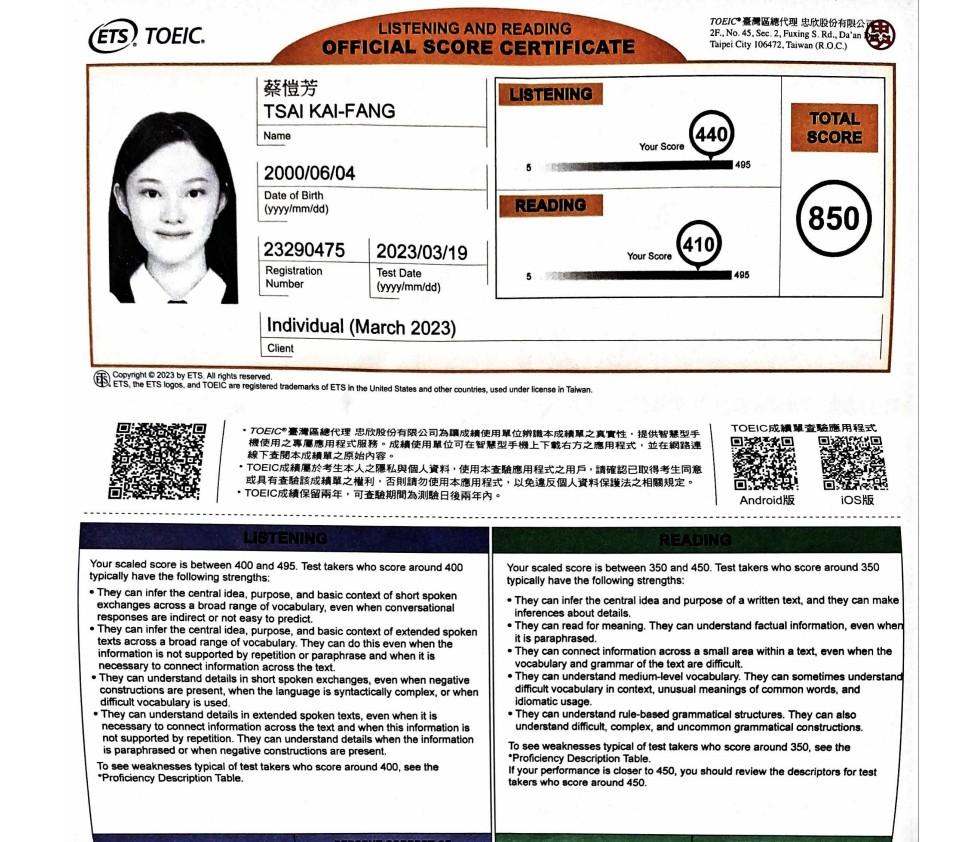 ETS® TOEIC®
LISTENING AND READING
OFFICIAL SCORE CERTIFICATE
TOEIC® 臺灣區總代理 忠欣股份有限公
2F., No. 45, Sec. 2, Fuxing S. Rd., Da'an
Taipei City 106472, Taiwan (R.O.C.)
蔡愷芳
TSAI KAI-FANG
Name
2000/06/04
Date of Birth
(yyyy/mm/dd)
23290475
Registration
Number
2023/03/19
Test Date
(yyyy/mm/dd)
Individual (March 2023)
Client
LISTENING
Your Score
440
5
495
READING
Your Score
410
5
495
TOTAL
SCORE
850
Copyright © 2023 by ETS. All rights reserved.
ETS, the ETS logos, and TOEIC are registered trademarks of ETS in the United States and other countries, used under license in Taiwan.
• TOEIC®臺灣區總代理 忠欣股份有限公司為讓成績使用單位辨識本成績單之真實性，提供智慧型手
機使用之專屬應用程式服務。成績使用單位可在智慧型手機上下載右方之應用程式，並在網路連
線下查閱本成績單之原始內容。
• TOEIC成績屬於考生本人之隱私與個人資料，使用本查驗應用程式之用戶，請確認已取得考生同意
或具有查驗該成績單之權利，否則請勿使用本應用程式，以免違反個人資料保護法之相關規定。
• TOEIC成績保留兩年，可查驗期間為測驗日後兩年內。
TOEIC成績單查驗應用程式
Android版
iOS版
LISTENING
Your scaled score is between 400 and 495. Test takers who score around 400
typically have the following strengths:
• They can infer the central idea, purpose, and basic context of short spoken
exchanges across a broad range of vocabulary, even when conversational
responses are indirect or not easy to predict.
• They can infer the central idea, purpose, and basic context of extended spoken
texts across a broad range of vocabulary. They can do this even when the
information is not supported by repetition or paraphrase and when it is
necessary to connect information across the text.
• They can understand details in short spoken exchanges, even when negative
constructions are present, when the language is syntactically complex, or when
difficult vocabulary is used.
• They can understand details in extended spoken texts, even when it is
necessary to connect information across the text and when this information is
not supported by repetition. They can understand details when the information
is paraphrased or when negative constructions are present.
To see weaknesses typical of test takers who score around 400, see the
*Proficiency Description Table.
READING
Your scaled score is between 350 and 450. Test takers who score around 350
typically have the following strengths:
• They can infer the central idea and purpose of a written text, and they can make
inferences about details.
• They can read for meaning. They can understand factual information, even when
it is paraphrased.
• They can connect information across a small area within a text, even when the
vocabulary and grammar of the text are difficult.
• They can understand medium-level vocabulary. They can sometimes understand
difficult vocabulary in context, unusual meanings of common words, and
idiomatic usage.
• They can understand rule-based grammatical structures. They can also
understand difficult, complex, and uncommon grammatical constructions.
To see weaknesses typical of test takers who score around 350, see the
*Proficiency Description Table.
If your performance is closer to 450, you should review the descriptors for test
takers who score around 450.